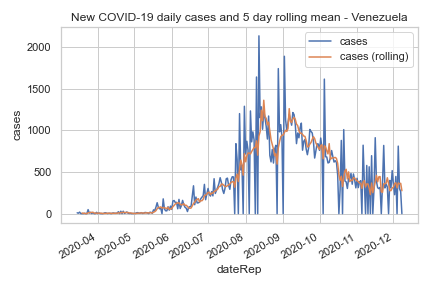 New COVID-19 daily cases and 5 day rolling mean - Venezuela
cases
cases (rolling)
2000
1500
1000
500
0
cases
2020-04
2020-05
2020-06
2020-07
2020-08
2020-09
2020-10
2020-11
2020-12
dateRep